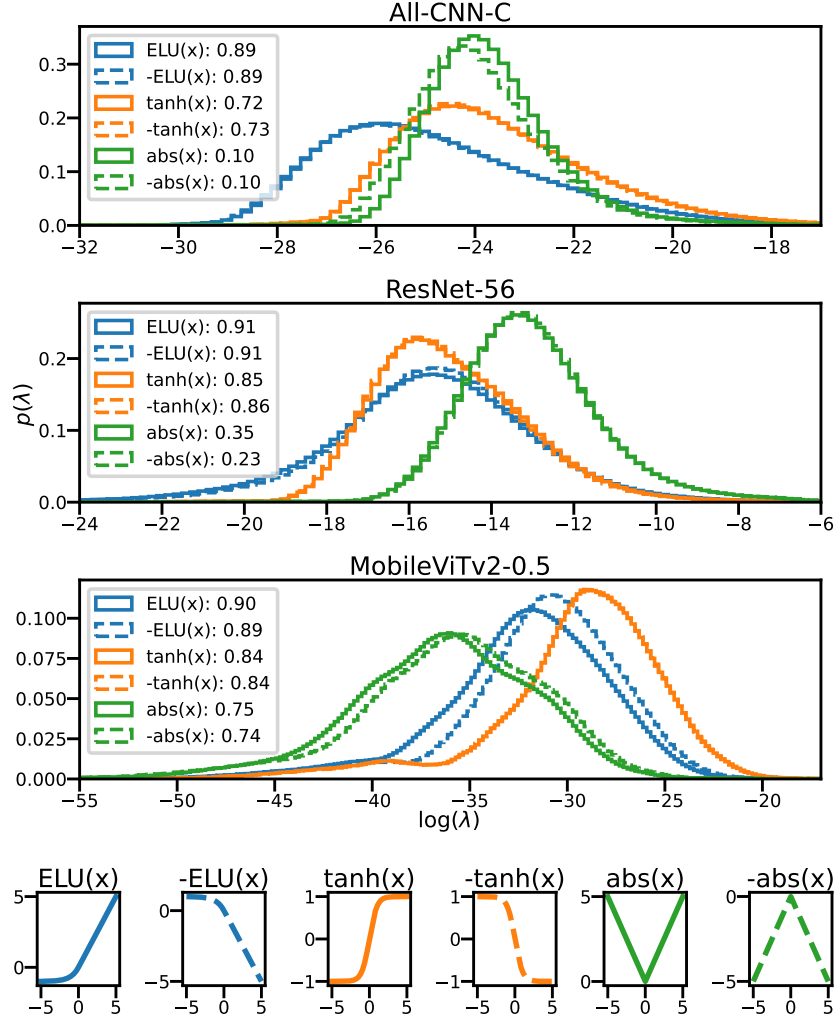 All-CNN-C
ELU(x): 0.89
-ELU(x): 0.89
tanh(x): 0.72
-tanh(x): 0.73
abs(x): 0.10
-abs(x): 0.10
0.3
0.2
0.1
0.0
−32 −30 −28 −26 −24 −22 −20 −18
ResNet-56
ELU(x): 0.91
-ELU(x): 0.91
tanh(x): 0.85
-tanh(x): 0.86
abs(x): 0.35
-abs(x): 0.23
0.2
0.1
0.0
p(λ)
−24 −22 −20 −18 −16 −14 −12 −10 −8 −6
MobileViTv2-0.5
ELU(x): 0.90
-ELU(x): 0.89
tanh(x): 0.84
-tanh(x): 0.84
abs(x): 0.75
-abs(x): 0.74
0.100
0.075
0.050
0.025
0.000
−55 −50 −45 −40 −35 −30 −25 −20
log(λ)
ELU(x) -ELU(x) tanh(x) -tanh(x) abs(x) -abs(x)
5 0 1 1 5 0
0 0
0 −5 −1 −1 0 −5
−5 0 5 −5 0 5 −5 0 5 −5 0 5 −5 0 5 −5 0 5